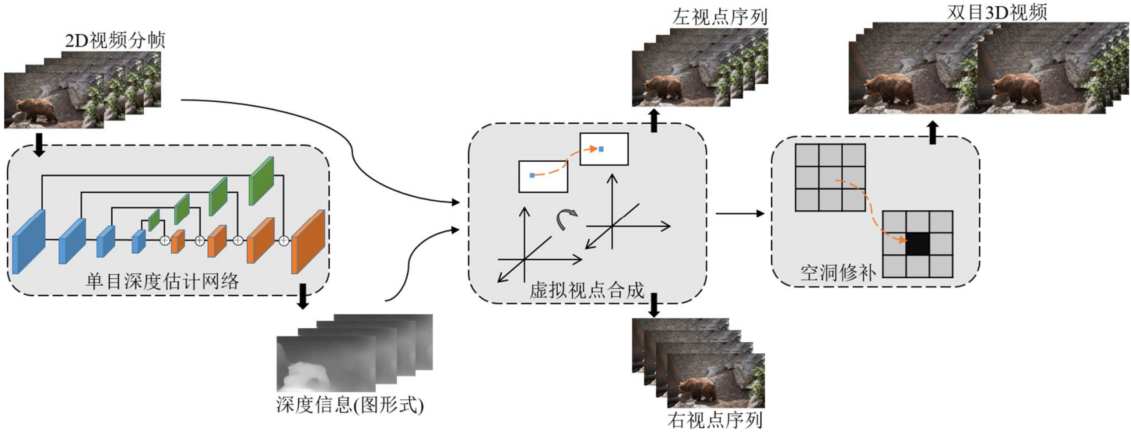 2D视频分帧
左视点序列
双目3D视频
单目深度估计网络
虚拟视点合成
空洞修补
深度信息(图形式)
右视点序列